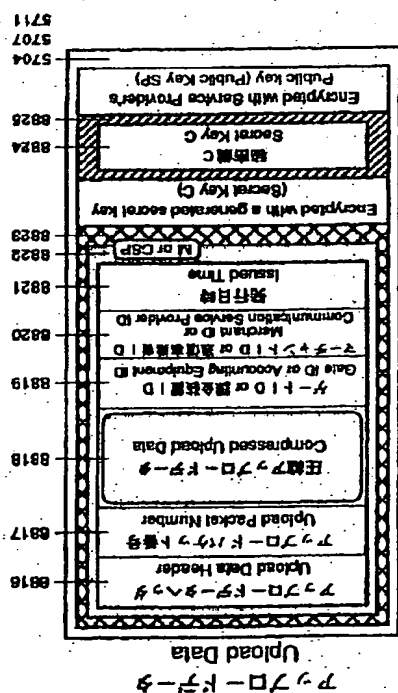 アップロードデータ
Upload Data
アップロードデータヘッダ
Upload Data Header
8816
アップロードパケット番号
Upload Packet Number
8817
圧縮アップロードデータ
Compressed Upload Data
8818
ゲートID or 課金装置ID
Gate ID or Accounting Equipment ID
8819
マーチャントID or 通信事業者ID
Merchant ID or
Communication Service Provider ID
8820
発行日時
Issued Time
8821
M or CSP
8822
8823
Encrypted with a generated secret key
(Secret Key C)
秘密鍵 C
Secret Key C
8824
8825
Encrypted with Service Provider's
Public key (Public Key SP)
5704
5707
5711